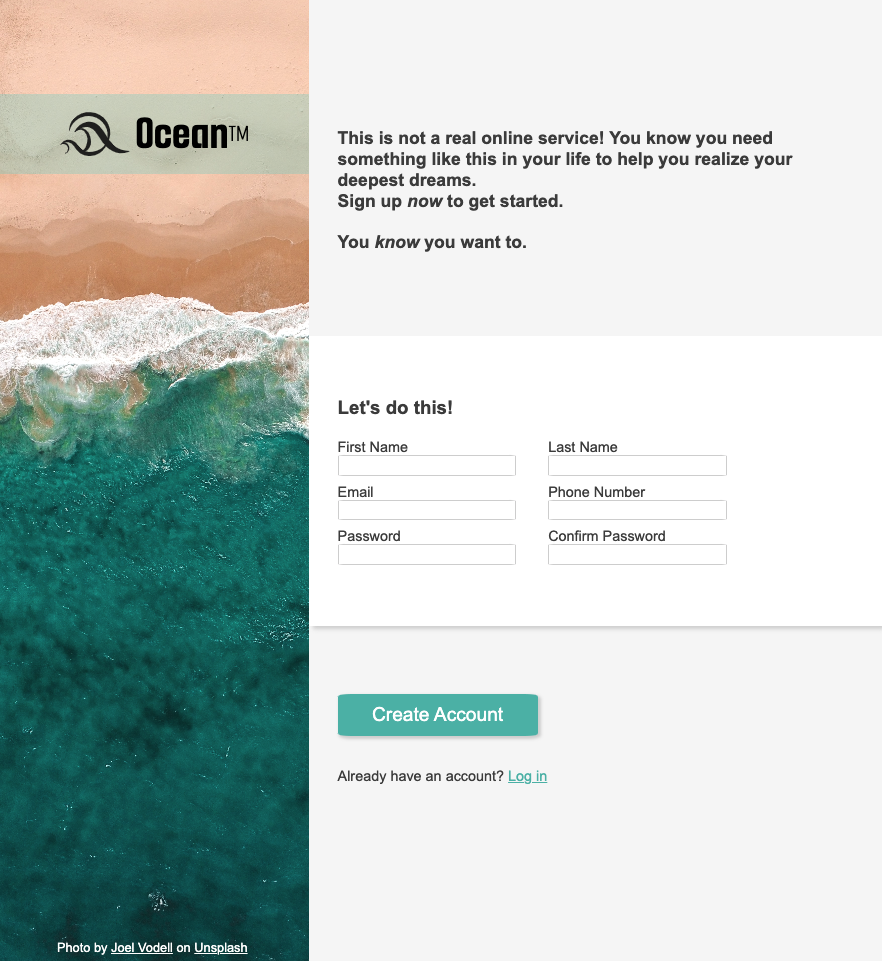 Ocean™
This is not a real online service! You know you need
something like this in your life to help you realize your
deepest dreams.
Sign up now to get started.
You know you want to.
Let's do this!
First Name
Last Name
Email
Phone Number
Password
Confirm Password
Create Account
Already have an account? Log in
Photo by Joel Vodell on Unsplash